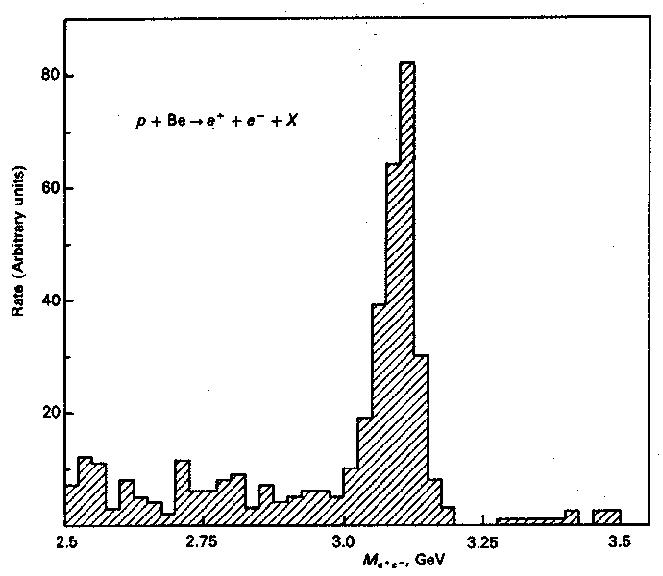 80
p + Be → e⁺ + e⁻ + X
60
Rate (Arbitrary units)
40
20
2.5 2.75 3.0 3.25 3.5
Mₑ⁺ₑ⁻, GeV